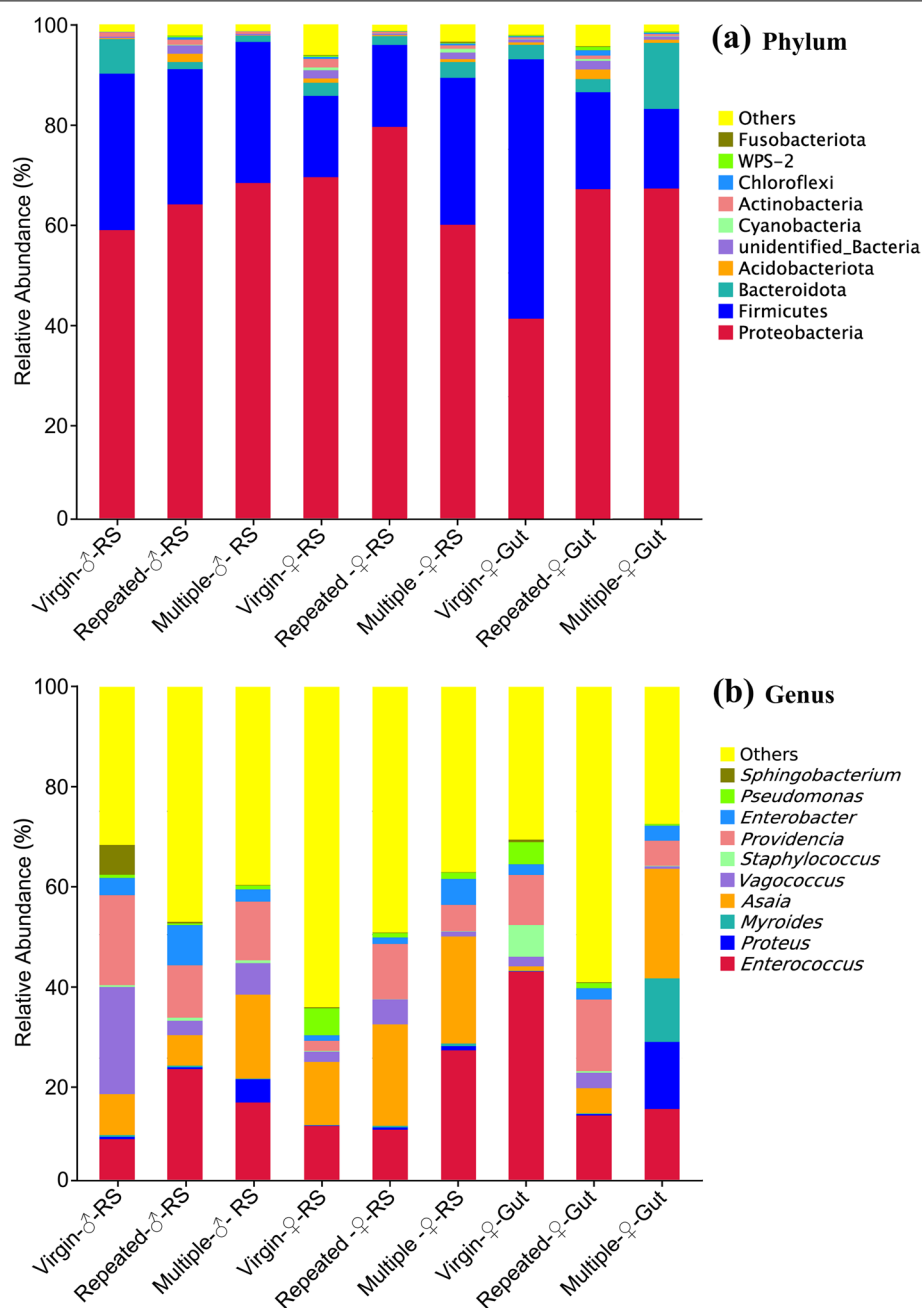 (a) Phylum
100
80
60
40
20
0
Relative Abundance (%)
Others
Fusobacteriota
WPS-2
Chloroflexi
Actinobacteria
Cyanobacteria
unidentified_Bacteria
Acidobacteriota
Bacteroidota
Firmicutes
Proteobacteria
Virgin-♂-RS
Repeated-♂-RS
Multiple-♂- RS
Virgin-♀-RS
Repeated -♀-RS
Multiple -♀-RS
Virgin-♀-Gut
Repeated-♀-Gut
Multiple-♀-Gut
(b) Genus
100
80
60
40
20
0
Relative Abundance (%)
Others
Sphingobacterium
Pseudomonas
Enterobacter
Providencia
Staphylococcus
Vagococcus
Asaia
Myroides
Proteus
Enterococcus
Virgin-♂-RS
Repeated-♂-RS
Multiple-♂- RS
Virgin-♀-RS
Repeated -♀-RS
Multiple -♀-RS
Virgin-♀-Gut
Repeated-♀-Gut
Multiple-♀-Gut